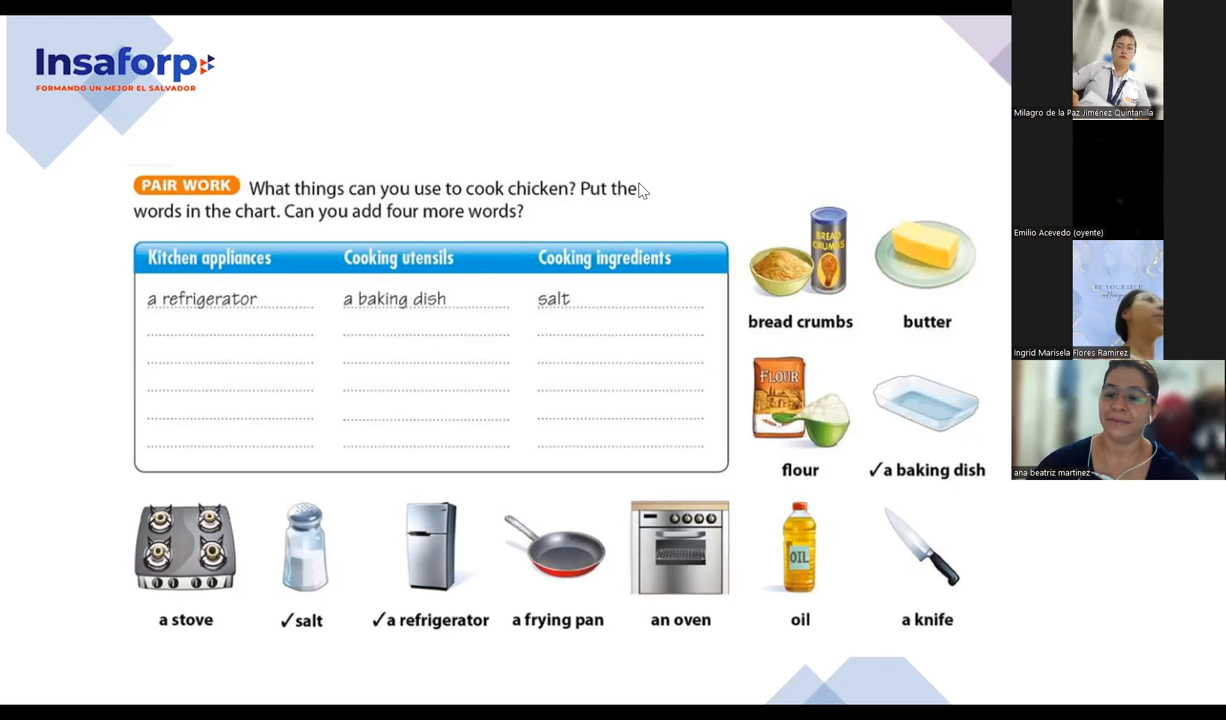 Insaforp
FORMANDO UN MEJOR EL SALVADOR
PAIR WORK What things can you use to cook chicken? Put the
words in the chart. Can you add four more words?
Kitchen appliances Cooking utensils Cooking ingredients
a refrigerator a baking dish salt
BREAD CRUMBS
bread crumbs butter
FLOUR
flour ✓a baking dish
OIL
a stove ✓salt ✓a refrigerator a frying pan an oven oil a knife
Milagro de la Paz Jiménez Quintanilla
Emilio Acevedo (oyente)
BE YOURSELF
Ingrid Marisela Flores Ramirez
ana beatriz martinez